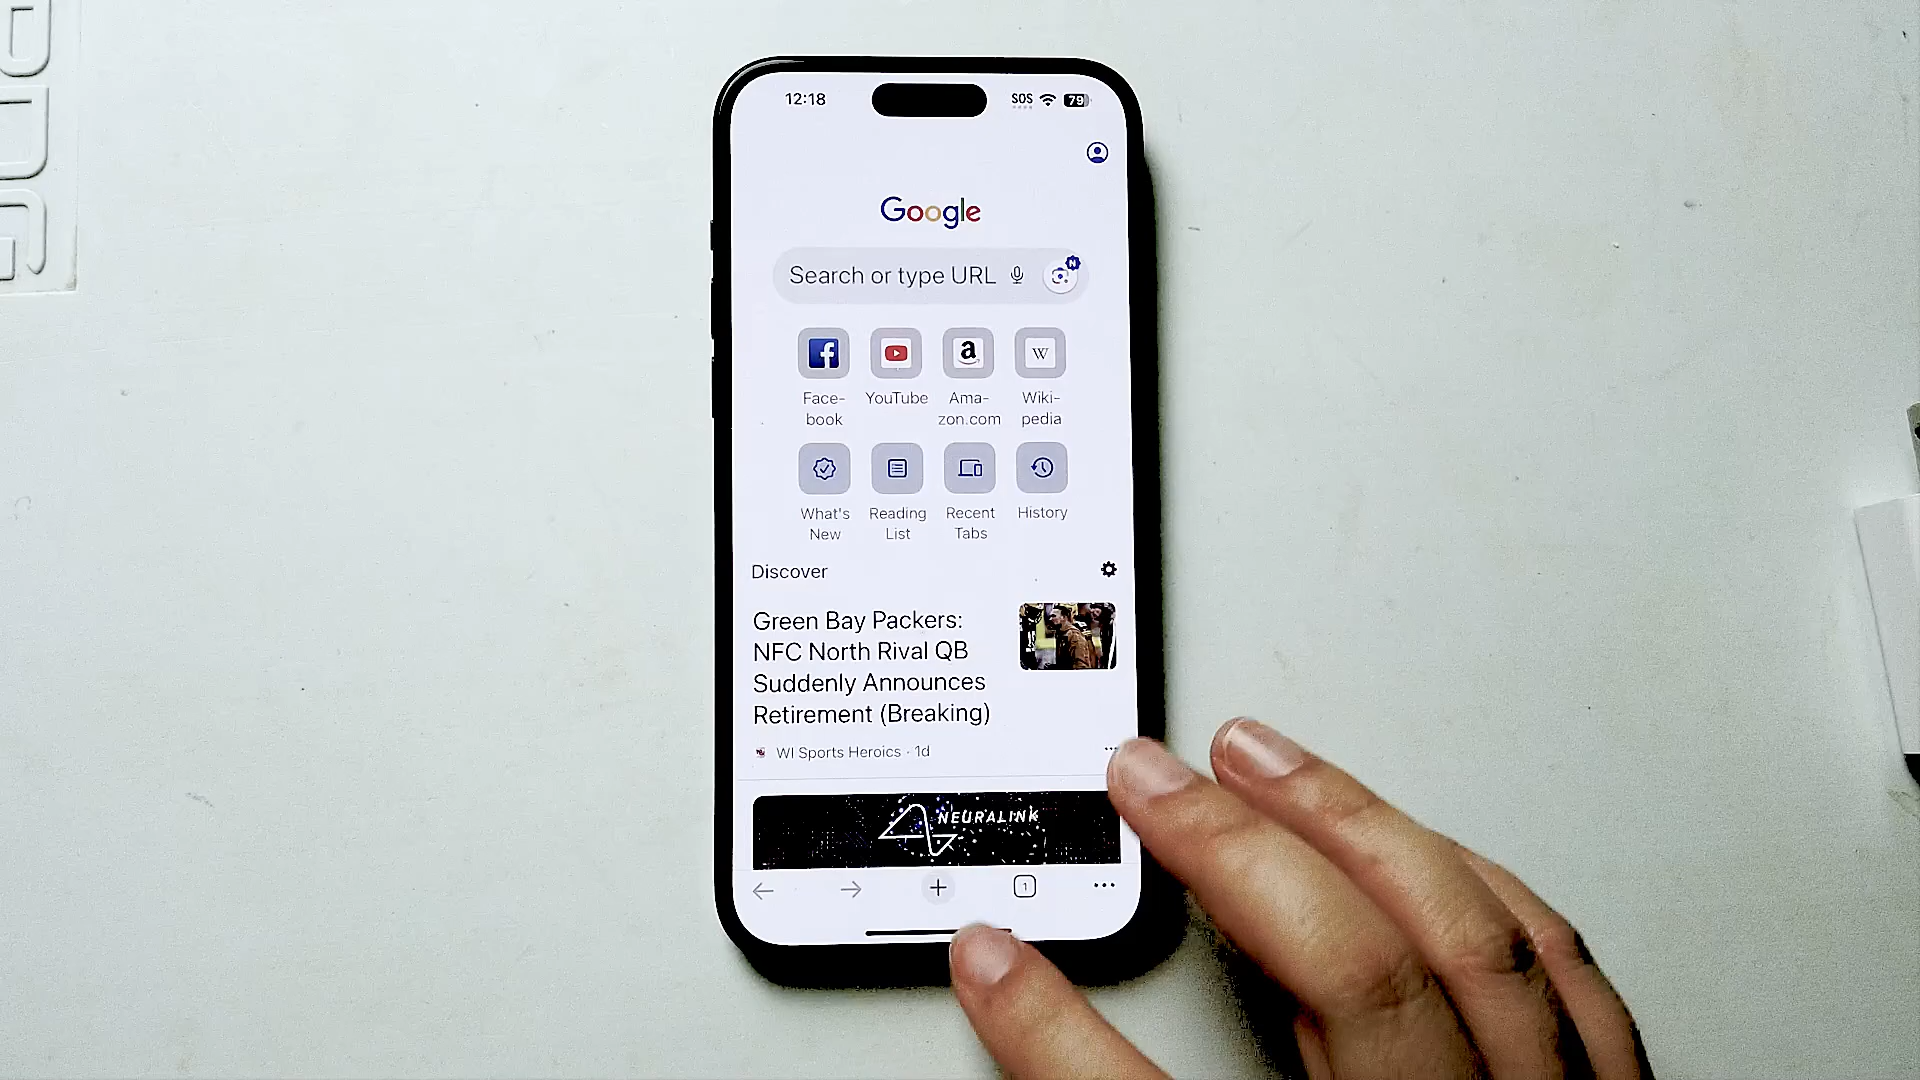 12:18
SOS
79
Google
Search or type URL
N
f
a
W
Face-
book
YouTube
Ama-
zon.com
Wiki-
pedia
What's
New
Reading
List
Recent
Tabs
History
Discover
Green Bay Packers:
NFC North Rival QB
Suddenly Announces
Retirement (Breaking)
WI Sports Heroics · 1d
NEURALINK
1